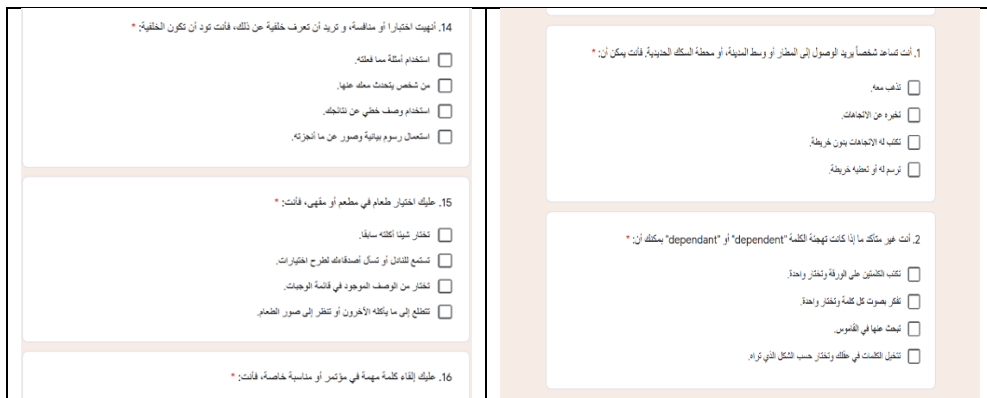 1. أنت تساعد شخصاً يريد الوصول إلى المطار أو وسط المدينة، أو محطة السكك الحديدية. فأنت يمكن أن: *
تذهب معه.
تخبره عن الاتجاهات.
تكتب له الاتجاهات بدون خريطة.
ترسم له أو تعطيه خريطة.
2. أنت غير متأكد ما إذا كانت تهجئة الكلمة "dependent" أو "dependant" يمكنك أن: *
تكتب الكلمتين على الورقة وتختار واحدة.
تفكر بصوت كل كلمة وتختار واحدة.
تبحث عنها في القاموس.
تتخيل الكلمات في عقلك وتختار حسب الشكل الذي تراه.
14. أنهيت اختبارا أو منافسة، و تريد أن تعرف خلفية عن ذلك، فأنت تود أن تكون الخلفية: *
استخدام أمثلة مما فعلته.
من شخص يتحدث معك عنها.
استخدام وصف خطي عن نتائجك.
استعمال رسوم بيانية وصور عن ما أنجزته.
15. عليك اختيار طعام في مطعم أو مقهى، فأنت: *
تختار شيئا أكلته سابقا.
تستمع للنادل أو تسأل أصدقاءك لطرح اختيارات.
تختار من الوصف الموجود في قائمة الوجبات.
تتطلع إلى ما يأكله الآخرون أو تنظر إلى صور الطعام.
16. عليك إلقاء كلمة مهمة في مؤتمر أو مناسبة خاصة، فأنت: *